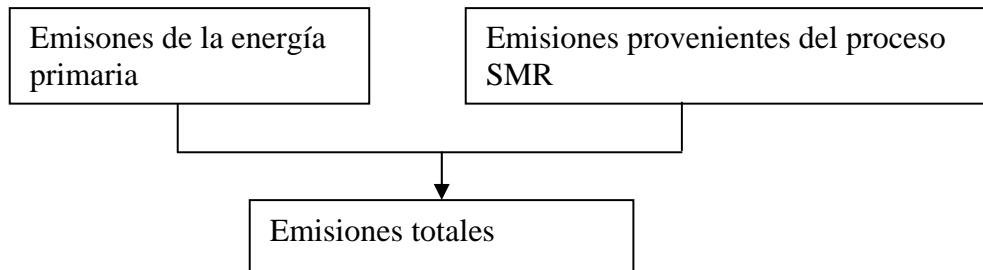 Emisones de la energía
primaria
Emisiones provenientes del proceso
SMR
Emisiones totales